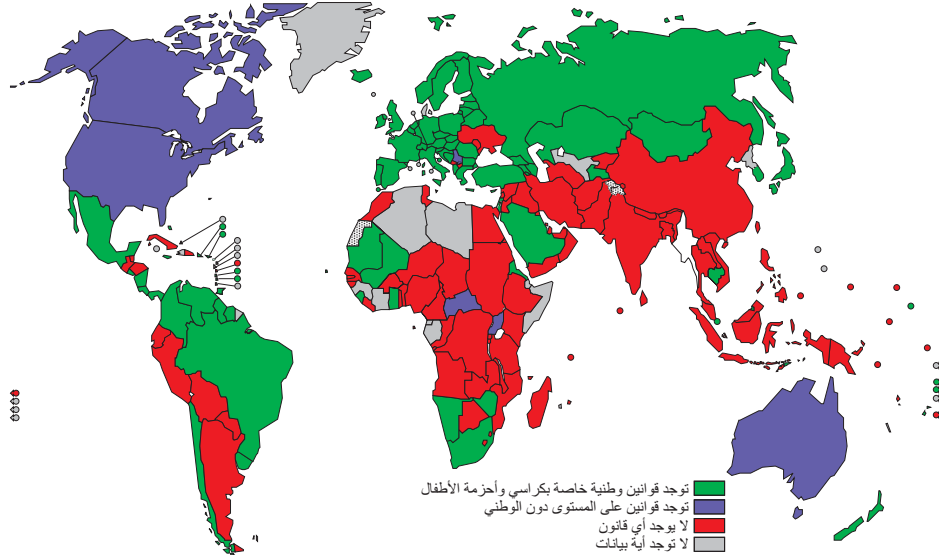 توجد قوانين وطنية خاصة بكراسي وأحزمة الأطفال
توجد قوانين على المستوى دون الوطني
لا يوجد أي قانون
لا توجد أية بيانات